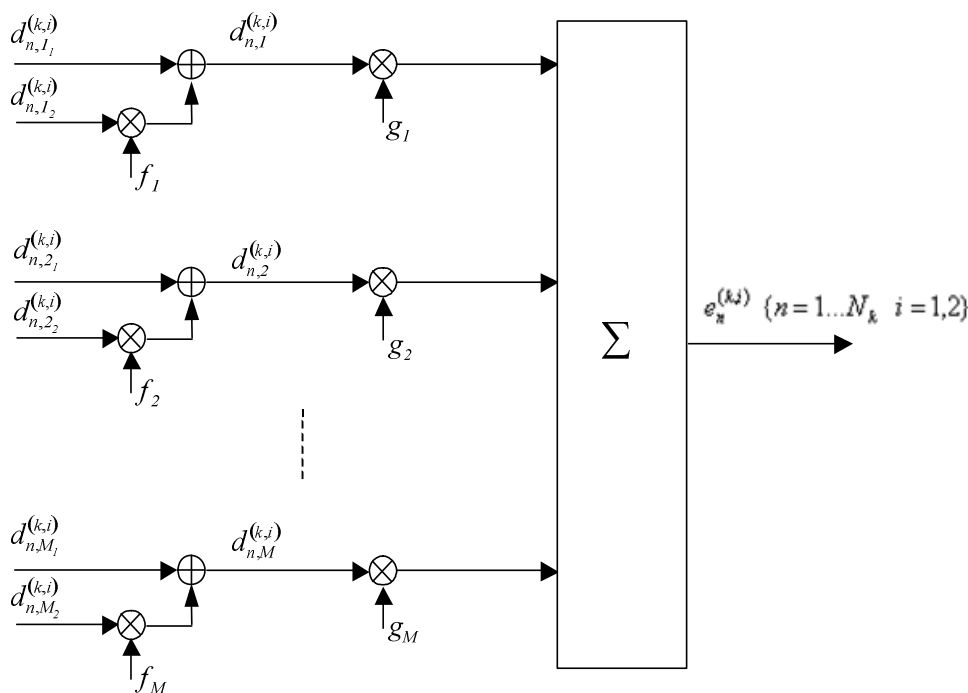 d_{n,1_1}^{(k,i)}
d_{n,1}^{(k,i)}
d_{n,1_2}^{(k,i)}
g_1
f_1
d_{n,2_1}^{(k,i)}
d_{n,2}^{(k,i)}
d_{n,2_2}^{(k,i)}
g_2
f_2
Σ
e_n^{(k,i)} {n=1...N_k i=1,2}
d_{n,M_1}^{(k,i)}
d_{n,M}^{(k,i)}
d_{n,M_2}^{(k,i)}
g_M
f_M